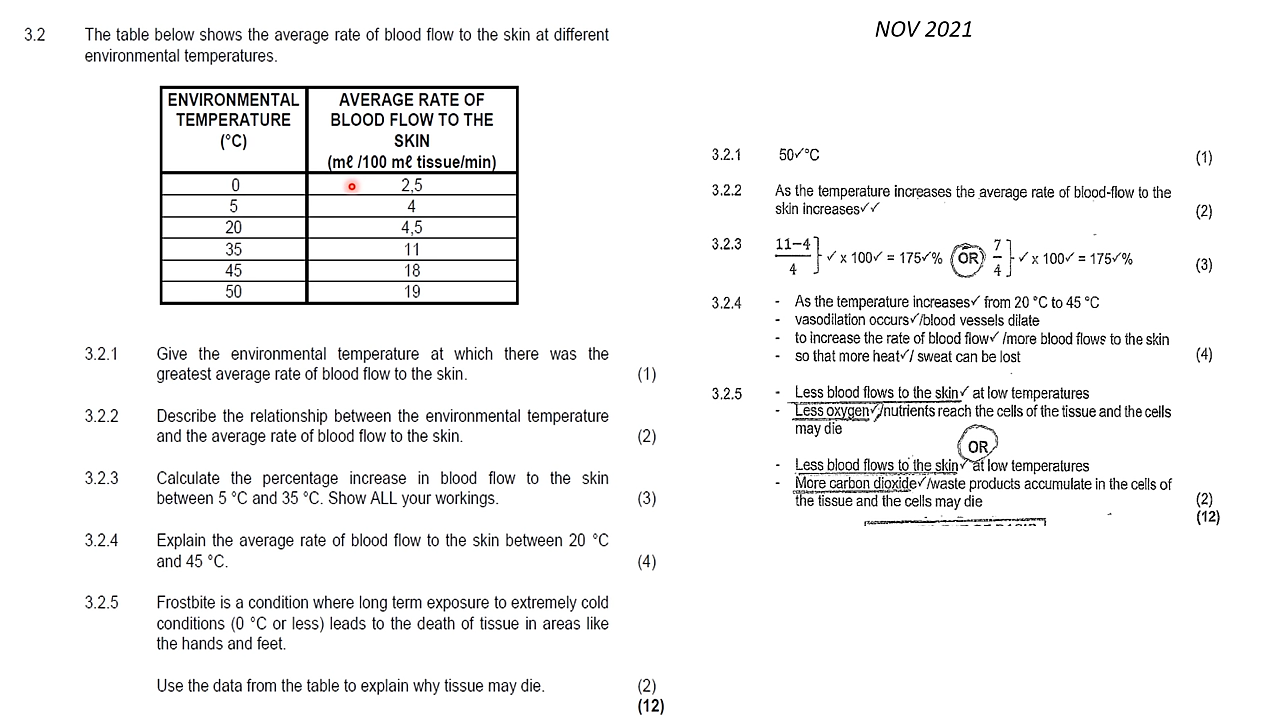 3.2 The table below shows the average rate of blood flow to the skin at different
environmental temperatures.
ENVIRONMENTAL TEMPERATURE (°C) AVERAGE RATE OF BLOOD FLOW TO THE SKIN (mℓ /100 mℓ tissue/min)
0 2,5
5 4
20 4,5
35 11
45 18
50 19
3.2.1 Give the environmental temperature at which there was the
greatest average rate of blood flow to the skin. (1)
3.2.2 Describe the relationship between the environmental temperature
and the average rate of blood flow to the skin. (2)
3.2.3 Calculate the percentage increase in blood flow to the skin
between 5 °C and 35 °C. Show ALL your workings. (3)
3.2.4 Explain the average rate of blood flow to the skin between 20 °C
and 45 °C. (4)
3.2.5 Frostbite is a condition where long term exposure to extremely cold
conditions (0 °C or less) leads to the death of tissue in areas like
the hands and feet.
Use the data from the table to explain why tissue may die. (2)
(12)
NOV 2021
3.2.1 50✓°C (1)
3.2.2 As the temperature increases the average rate of blood-flow to the
skin increases✓✓ (2)
3.2.3 11–4/4 } ✓ x 100✓ = 175✓% OR 7/4 } ✓ x 100✓ = 175✓% (3)
3.2.4 - As the temperature increases✓ from 20 °C to 45 °C
- vasodilation occurs✓/blood vessels dilate
- to increase the rate of blood flow✓ /more blood flows to the skin
- so that more heat✓/ sweat can be lost (4)
3.2.5 - Less blood flows to the skin✓ at low temperatures
- Less oxygen✓/nutrients reach the cells of the tissue and the cells
may die
OR
- Less blood flows to the skin✓ at low temperatures
- More carbon dioxide✓/waste products accumulate in the cells of
the tissue and the cells may die (2)
(12)